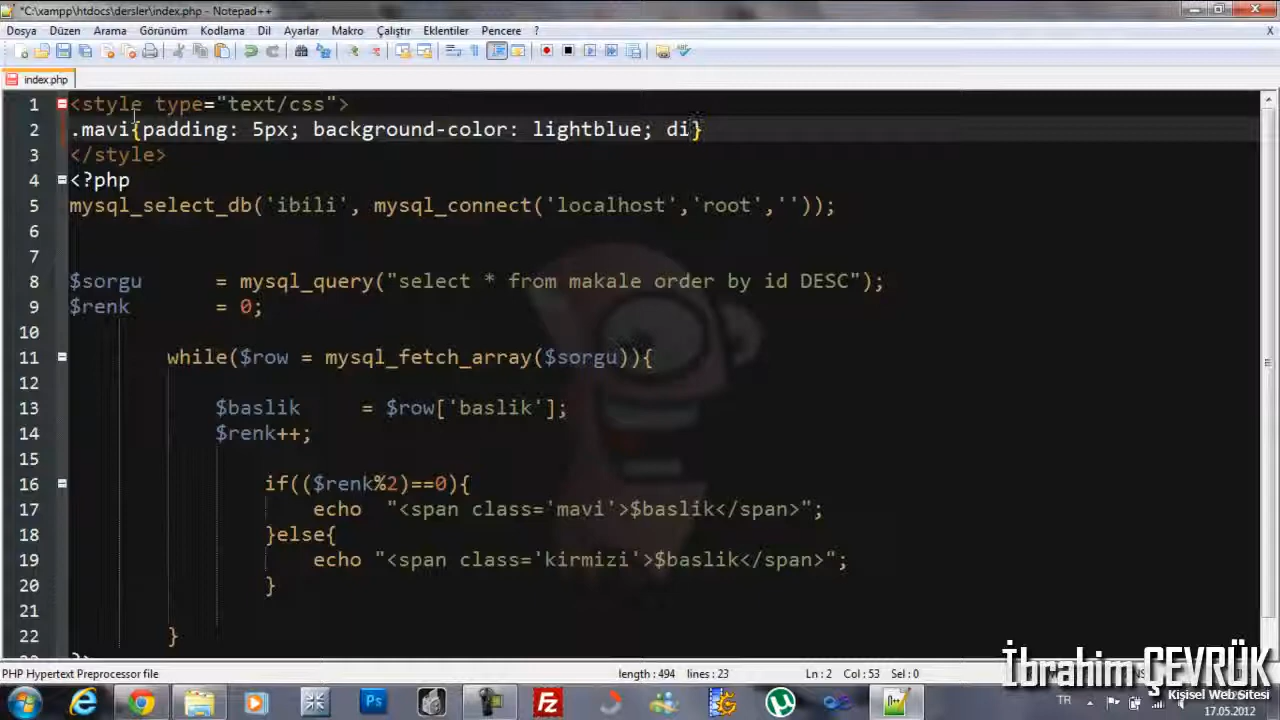 *C:\xampp\htdocs\dersler\index.php - Notepad++
Dosya Düzen Arama Görünüm Kodlama Dil Ayarlar Makro Çalıştır Eklentiler Pencere ? X
index.php
1 <style type="text/css">
2 .mavi{padding: 5px; background-color: lightblue; di}
3 </style>
4 <?php
5 mysql_select_db('ibili', mysql_connect('localhost','root',''));
6
7
8 $sorgu = mysql_query("select * from makale order by id DESC");
9 $renk = 0;
10
11 while($row = mysql_fetch_array($sorgu)){
12
13 $baslik = $row['baslik'];
14 $renk++;
15
16 if(($renk%2)==0){
17 echo "<span class='mavi'>$baslik</span>";
18 }else{
19 echo "<span class='kirmizi'>$baslik</span>";
20 }
21
22 }
PHP Hypertext Preprocessor file length : 494 lines : 23 Ln : 2 Col : 53 Sel : 0
İbrahim ÇEVRÜK
Kişisel Web Sitesi
TR
17.05.2012